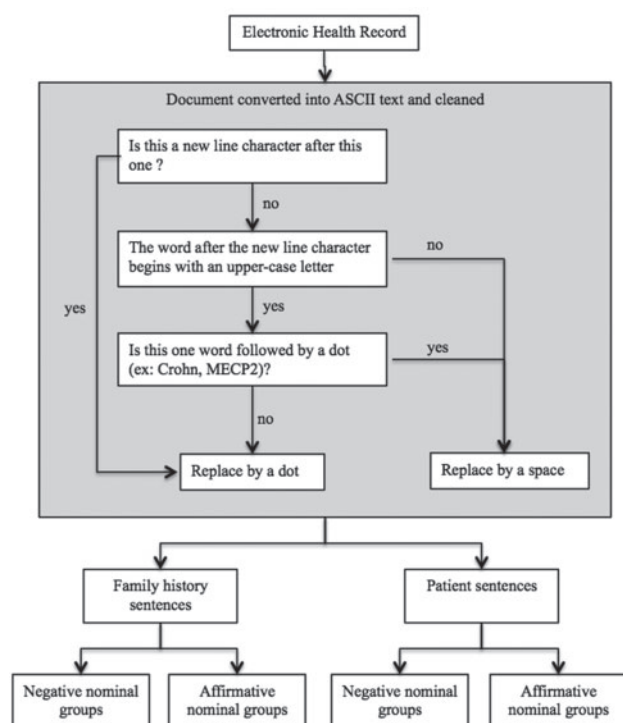 Electronic Health Record
Document converted into ASCII text and cleaned
Is this a new line character after this
one ?
no
The word after the new line character
begins with an upper-case letter
no
yes
yes
Is this one word followed by a dot
(ex: Crohn, MECP2)?
yes
no
Replace by a dot
Replace by a space
Family history
sentences
Patient sentences
Negative nominal
groups
Affirmative
nominal groups
Negative nominal
groups
Affirmative
nominal groups